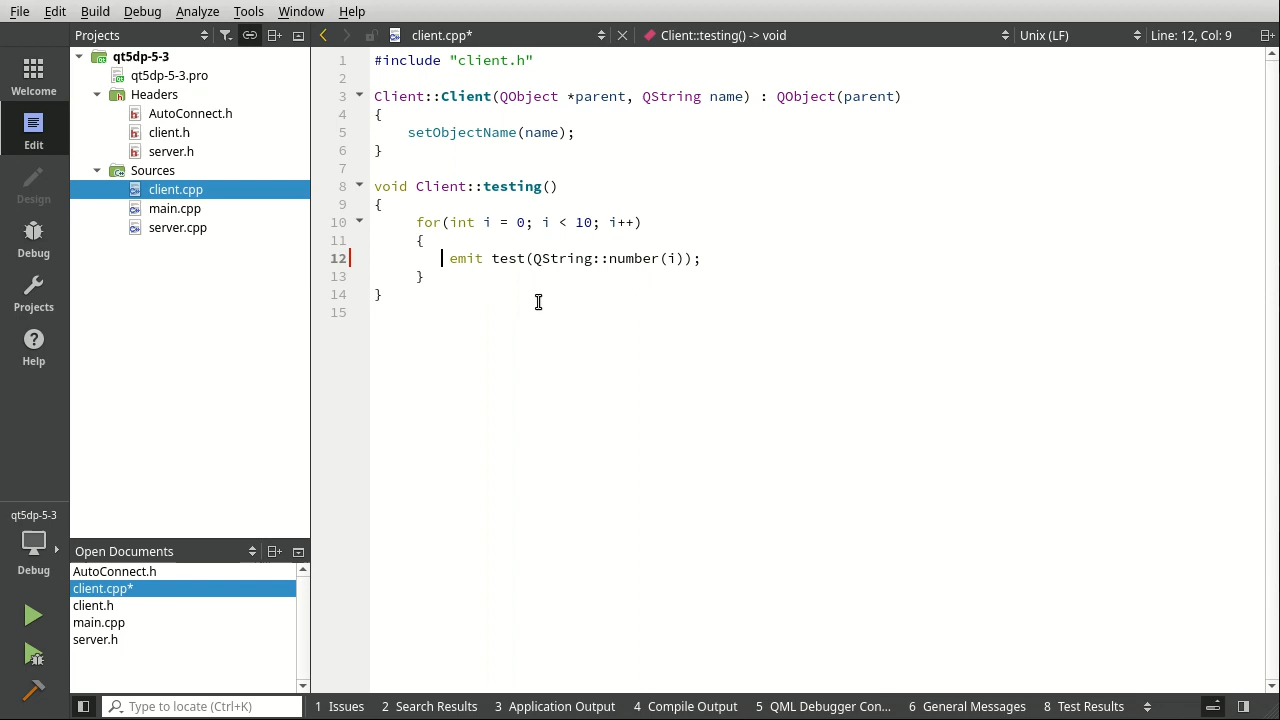 File Edit Build Debug Analyze Tools Window Help
Projects
client.cpp*
Client::testing() -> void
Unix (LF)
Line: 12, Col: 9
Welcome
Edit
Design
Debug
Projects
Help
qt5dp-5-3
Debug
qt5dp-5-3
qt5dp-5-3.pro
Headers
AutoConnect.h
client.h
server.h
Sources
client.cpp
main.cpp
server.cpp
Open Documents
AutoConnect.h
client.cpp*
client.h
main.cpp
server.h
1 #include "client.h"
2
3 Client::Client(QObject *parent, QString name) : QObject(parent)
4 {
5 setObjectName(name);
6 }
7
8 void Client::testing()
9 {
10 for(int i = 0; i < 10; i++)
11 {
12 emit test(QString::number(i));
13 }
14 }
15
Type to locate (Ctrl+K)
1 Issues 2 Search Results 3 Application Output 4 Compile Output 5 QML Debugger Con... 6 General Messages 8 Test Results